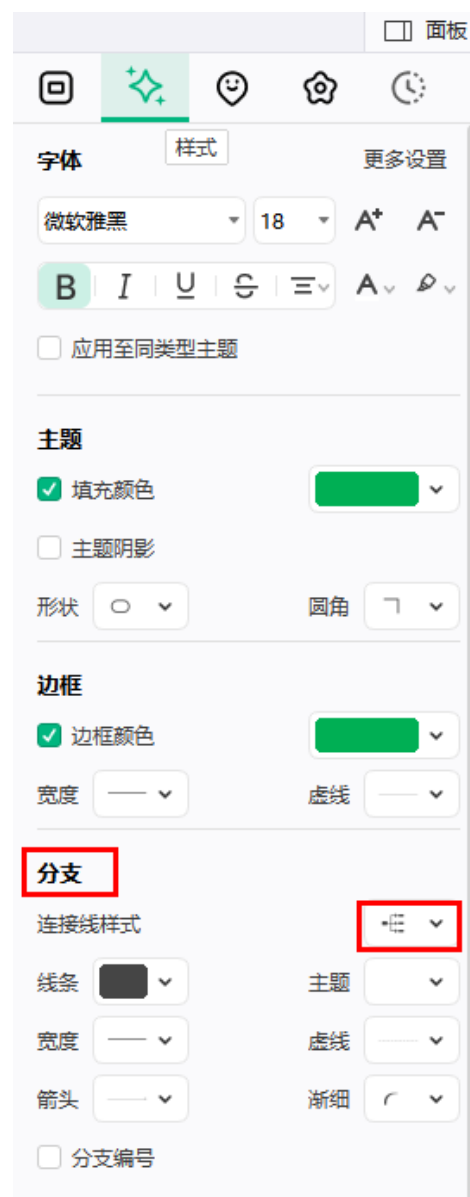 面板
样式
字体 更多设置
微软雅黑 18 A+ A-
B I U S A
应用至同类型主题
主题
填充颜色
主题阴影
形状 圆角
边框
边框颜色
宽度 虚线
分支
连接线样式
线条 主题
宽度 虚线
箭头 渐细
分支编号